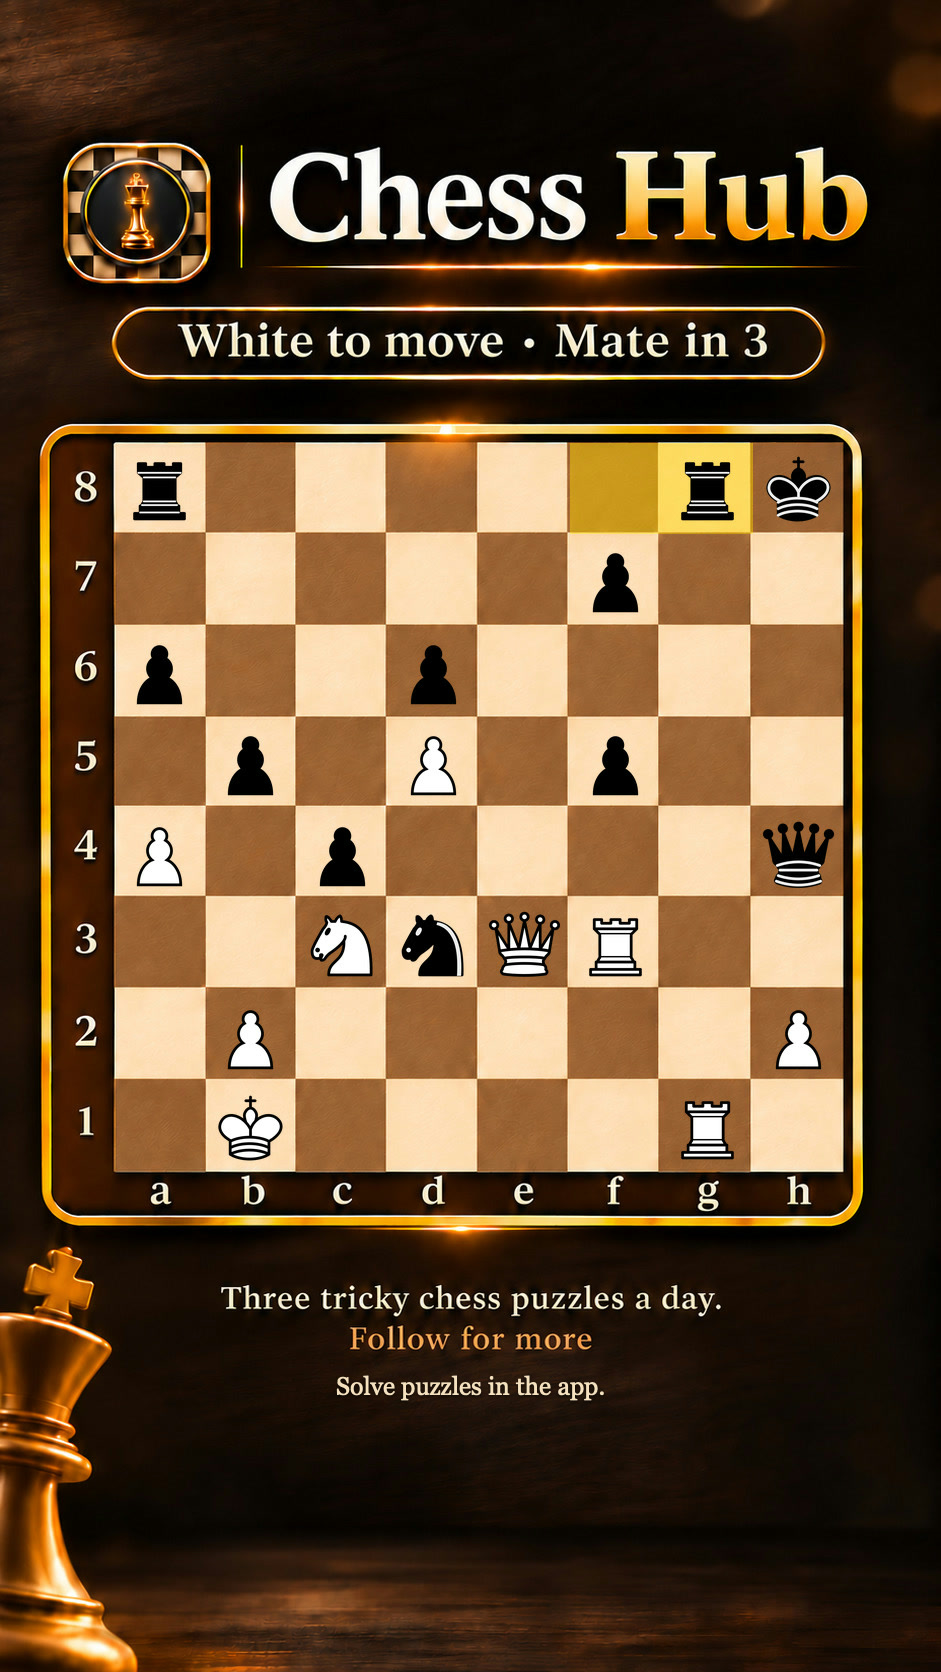 Chess Hub
White to move • Mate in 3
8
7
6
5
4
3
2
1
a b c d e f g h
Three tricky chess puzzles a day.
Follow for more
Solve puzzles in the app.